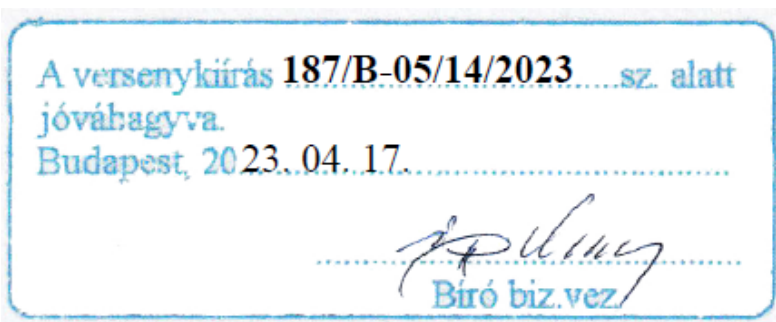 A versenykiírás 187/B-05/14/2023 sz. alatt
jóváhagyva.
Budapest, 2023. 04. 17.
Bíró biz.vez.